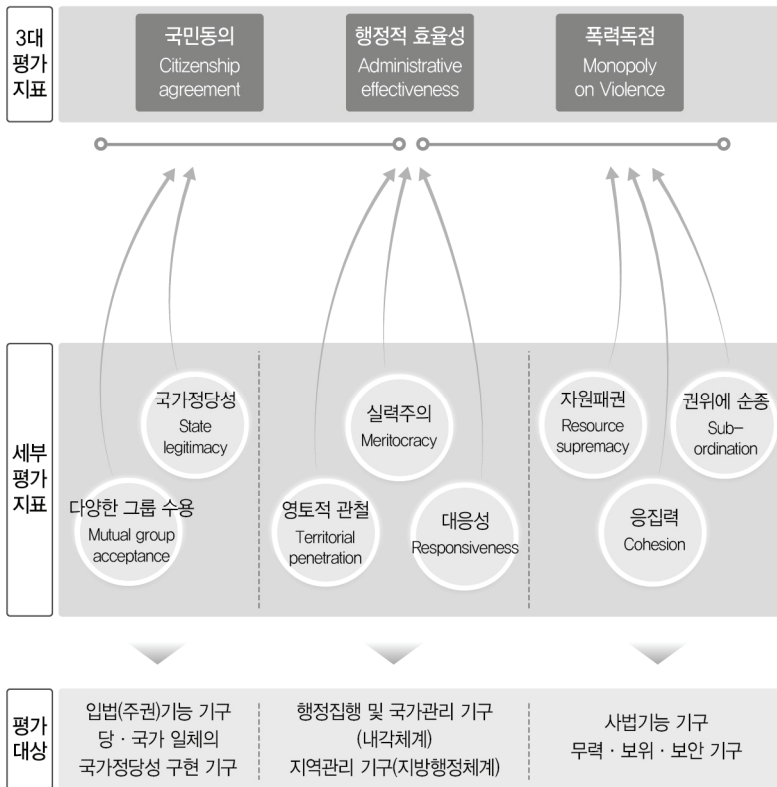 3대
평가
지표
국민동의
Citizenship
agreement
행정적 효율성
Administrative
effectiveness
폭력독점
Monopoly
on Violence
세부
평가
지표
국가정당성
State
legitimacy
다양한 그룹 수용
Mutual group
acceptance
실력주의
Meritocracy
영토적 관철
Territorial
penetration
대응성
Responsiveness
자원패권
Resource
supremacy
권위에 순종
Sub-
ordination
응집력
Cohesion
평가
대상
입법(주권)기능 기구
당·국가 일체의
국가정당성 구현 기구
행정집행 및 국가관리 기구
(내각체계)
지역관리 기구(지방행정체계)
사법기능 기구
무력·보위·보안 기구